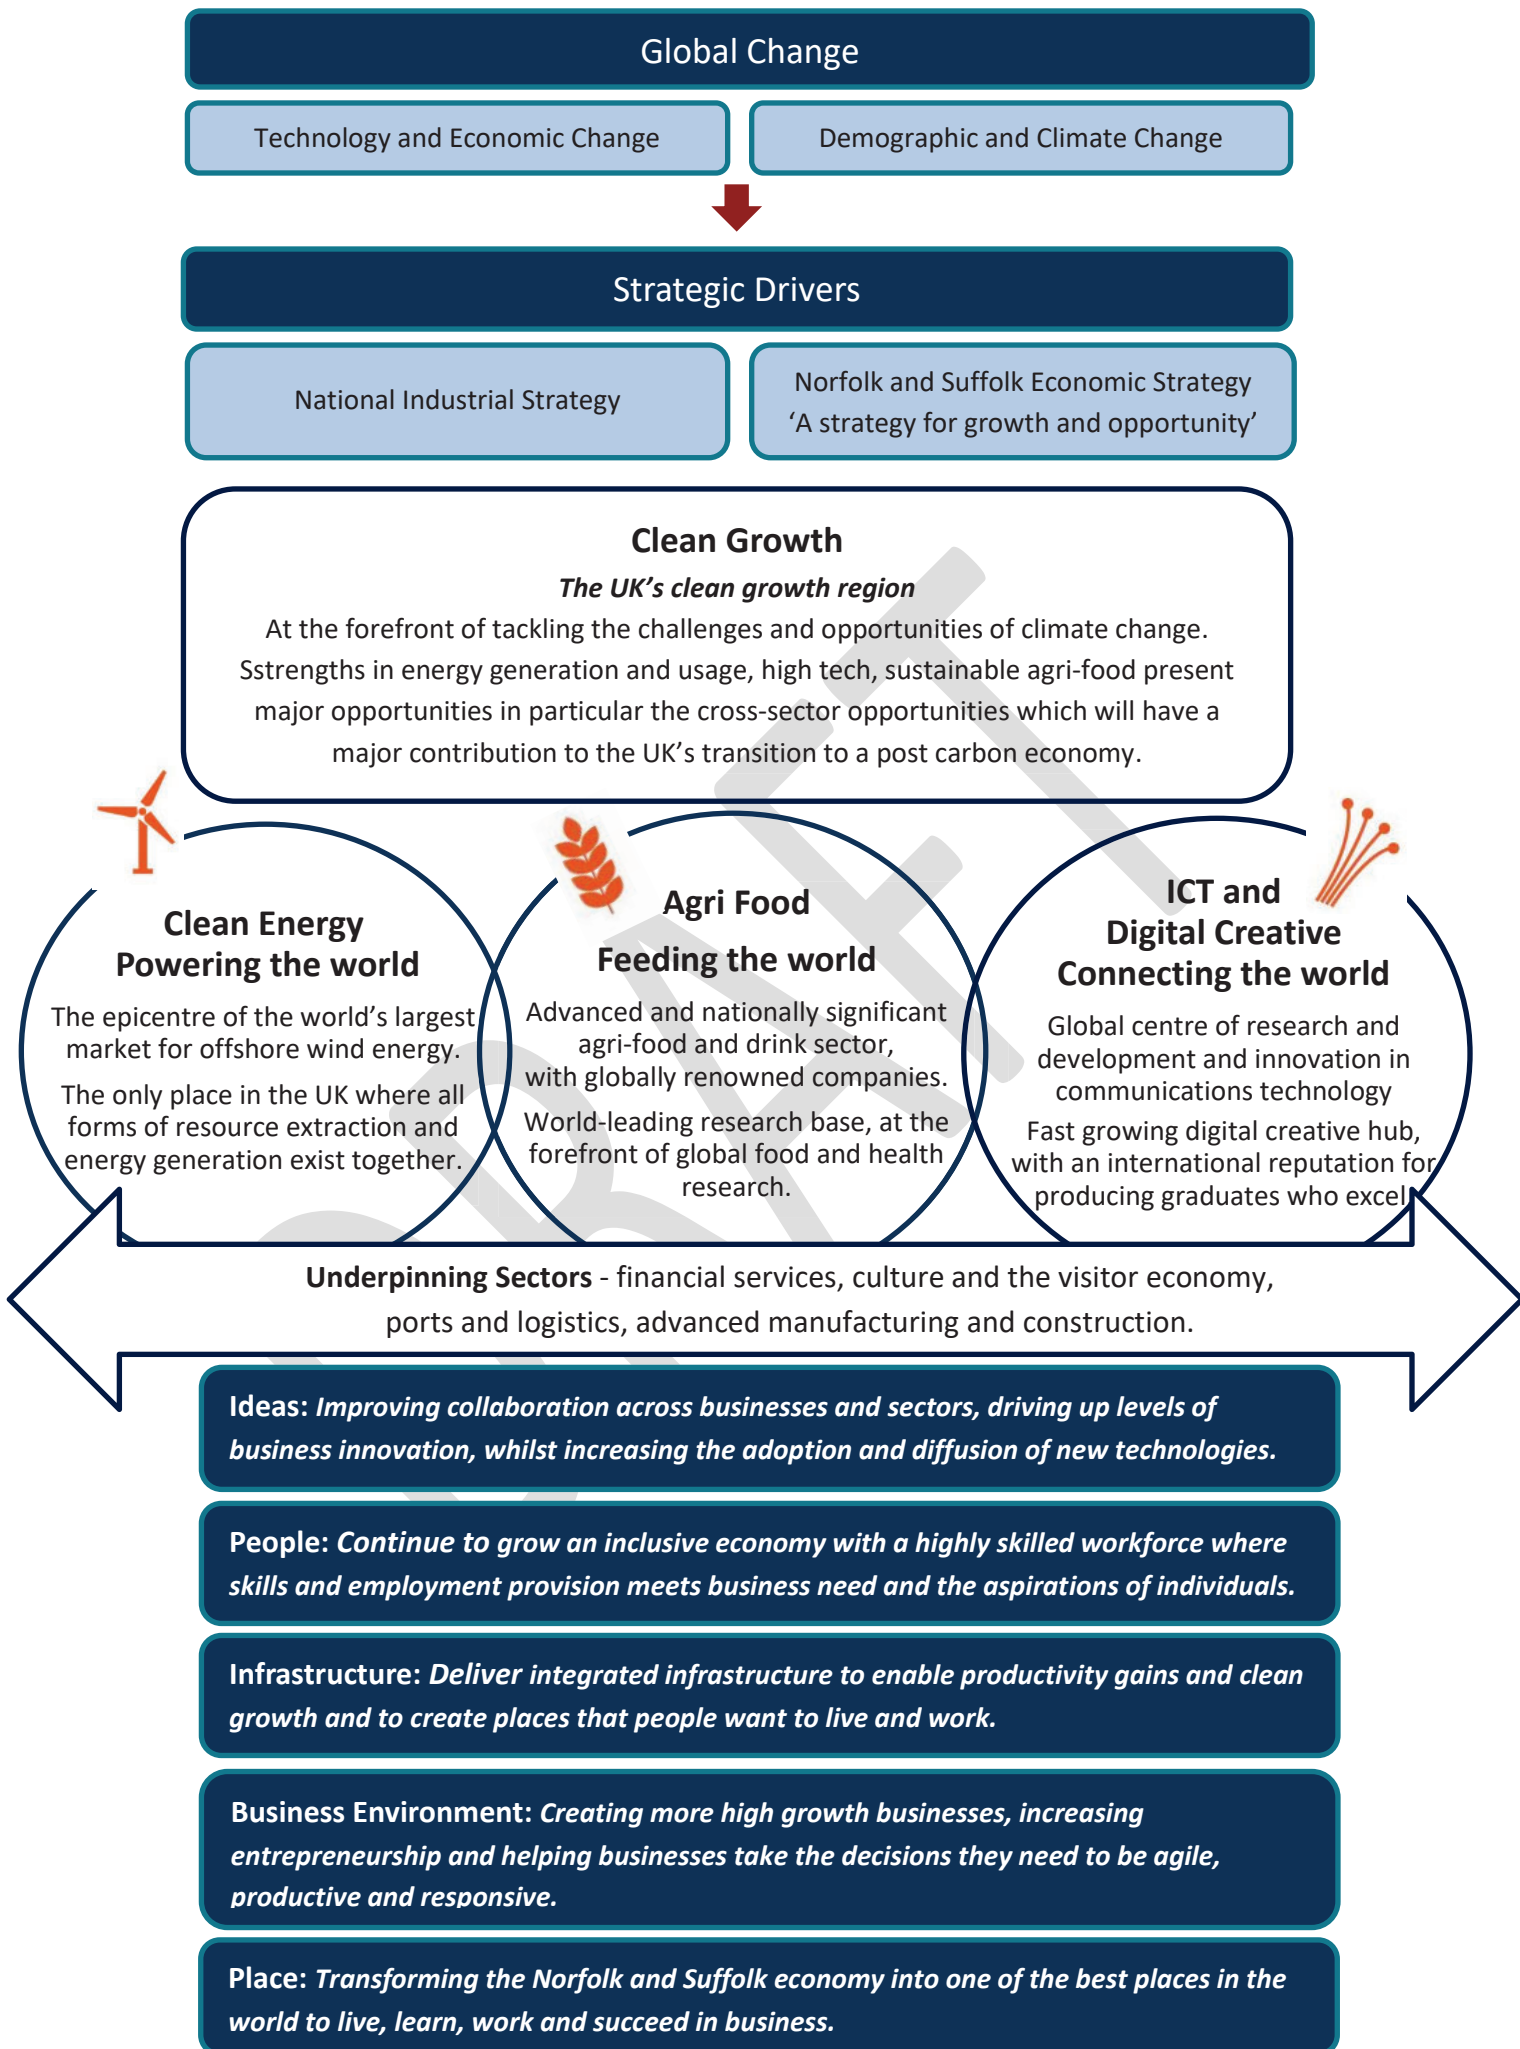 Global Change
Technology and Economic Change
Demographic and Climate Change
Strategic Drivers
National Industrial Strategy
Norfolk and Suffolk Economic Strategy
‘A strategy for growth and opportunity’
Clean Growth
The UK’s clean growth region
At the forefront of tackling the challenges and opportunities of climate change.
Sstrengths in energy generation and usage, high tech, sustainable agri-food present
major opportunities in particular the cross-sector opportunities which will have a
major contribution to the UK’s transition to a post carbon economy.
Clean Energy
Powering the world
The epicentre of the world’s largest
market for offshore wind energy.
The only place in the UK where all
forms of resource extraction and
energy generation exist together.
Agri Food
Feeding the world
Advanced and nationally significant
agri-food and drink sector,
with globally renowned companies.
World-leading research base, at the
forefront of global food and health
research.
ICT and
Digital Creative
Connecting the world
Global centre of research and
development and innovation in
communications technology
Fast growing digital creative hub,
with an international reputation for
producing graduates who excel.
Underpinning Sectors - financial services, culture and the visitor economy,
ports and logistics, advanced manufacturing and construction.
Ideas: Improving collaboration across businesses and sectors, driving up levels of
business innovation, whilst increasing the adoption and diffusion of new technologies.
People: Continue to grow an inclusive economy with a highly skilled workforce where
skills and employment provision meets business need and the aspirations of individuals.
Infrastructure: Deliver integrated infrastructure to enable productivity gains and clean
growth and to create places that people want to live and work.
Business Environment: Creating more high growth businesses, increasing
entrepreneurship and helping businesses take the decisions they need to be agile,
productive and responsive.
Place: Transforming the Norfolk and Suffolk economy into one of the best places in the
world to live, learn, work and succeed in business.
DRAFT